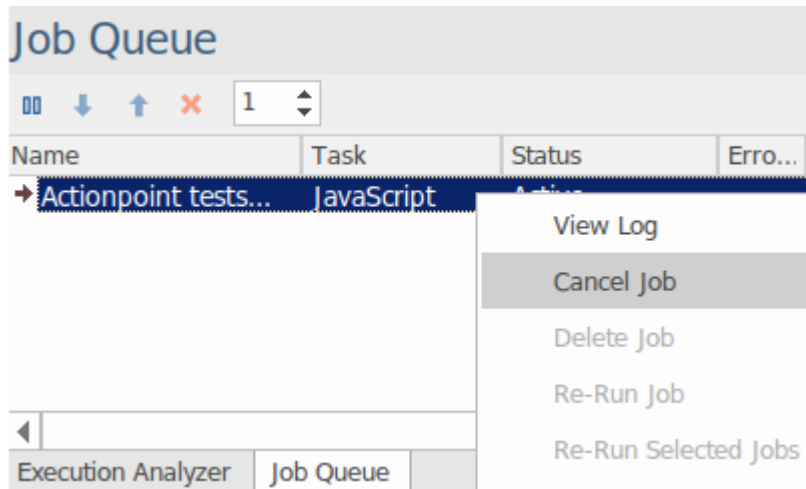 Job Queue
1
Name Task Status Erro...
Actionpoint tests... JavaScript Active
View Log
Cancel Job
Delete Job
Re-Run Job
Re-Run Selected Jobs
Execution Analyzer Job Queue